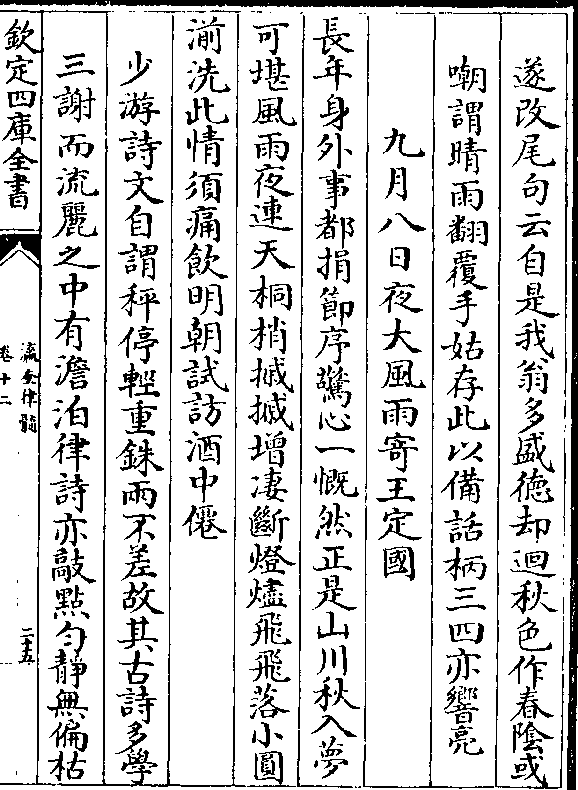 遂改尾句云自是我翁多盛徳却迴秋色作春陰或
嘲謂晴雨翻覆手姑存此以備話柄三四亦響亮
九月八日夜大風雨寄王定國
長年身外事都捐節序驚心一慨然正是山川秋入夢
可堪風雨夜連天桐梢摵摵增凄斷燈燼飛飛落小圓
湔洗此情須痛飲明朝試訪酒中僊
少游詩文自謂秤停輕重銖兩不差故其古詩多學
三謝而流麗之中有澹泊律詩亦敲點匀靜無偏枯
欽定四庫全書
瀛奎律髓
卷十二
二十五